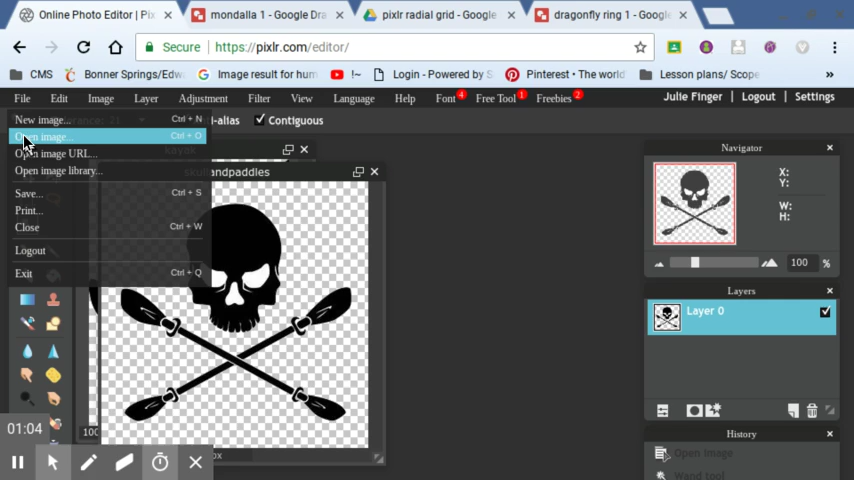 Online Photo Editor | Pix
mondalla 1 - Google Dra
pixlr radial grid - Google
dragonfly ring 1 - Google
Secure https://pixlr.com/editor/
CMS Bonner Springs/Edw Image result for hum !~ Login - Powered by S Pinterest • The world' Lesson plans/ Scope »
File Edit Image Layer Adjustment Filter View Language Help Font 4 Free Tool 1 Freebies 2 Julie Finger Logout Settings
New image... Ctrl + N
Open image... Ctrl + O
Open image URL...
Open image library...
Save... Ctrl + S
Print...
Close Ctrl + W
Logout
Exit Ctrl + Q
-alias Contiguous
skullandpaddles
100
px
Navigator
X:
Y:
W:
H:
100 %
Layers
Layer 0
History
Open image
Wand tool
01:04